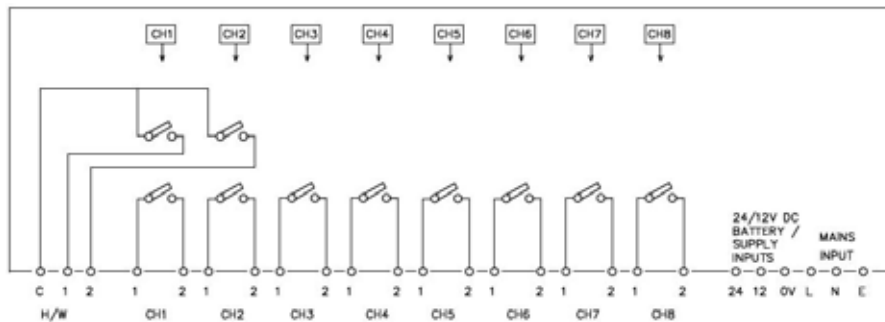 CH1 CH2 CH3 CH4 CH5 CH6 CH7 CH8
24/12V DC
BATTERY /
SUPPLY
INPUTS
MAINS
INPUT
C 1 2 1 2 1 2 1 2 1 2 1 2 1 2 1 2 1 2 24 12 0V L N E
H/W CH1 CH2 CH3 CH4 CH5 CH6 CH7 CH8